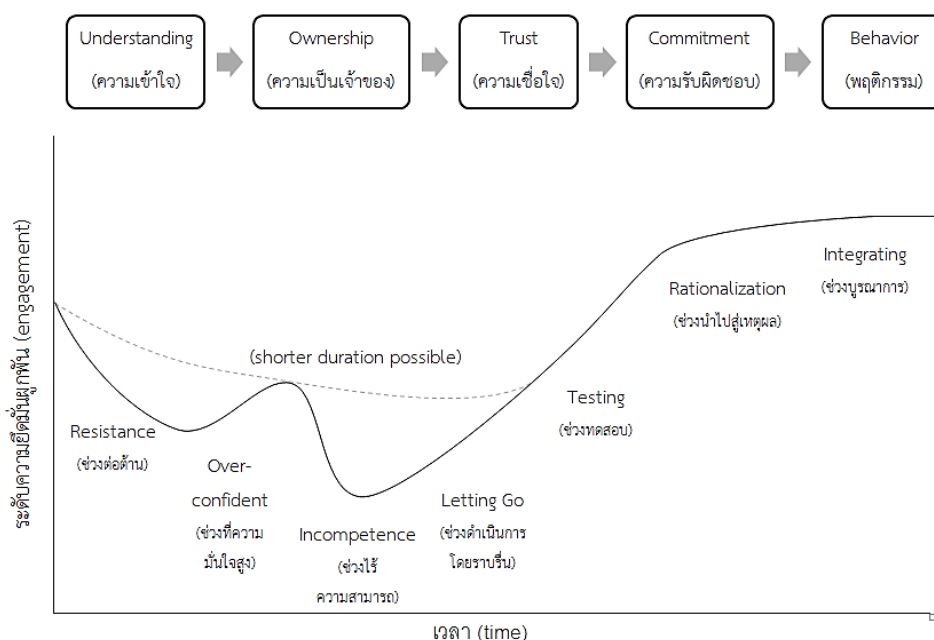 Understanding
(ความเข้าใจ)
Ownership
(ความเป็นเจ้าของ)
Trust
(ความเชื่อใจ)
Commitment
(ความรับผิดชอบ)
Behavior
(พฤติกรรม)
ระดับความยึดมั่นผูกพัน (engagement)
(shorter duration possible)
Resistance
(ช่วงต่อต้าน)
Over-
confident
(ช่วงที่ความ
มั่นใจสูง)
Incompetence
(ช่วงไร้
ความสามารถ)
Letting Go
(ช่วงดำเนินการ
โดยราบรื่น)
Testing
(ช่วงทดสอบ)
Rationalization
(ช่วงนำไปสู่เหตุผล)
Integrating
(ช่วงบูรณาการ)
เวลา (time)